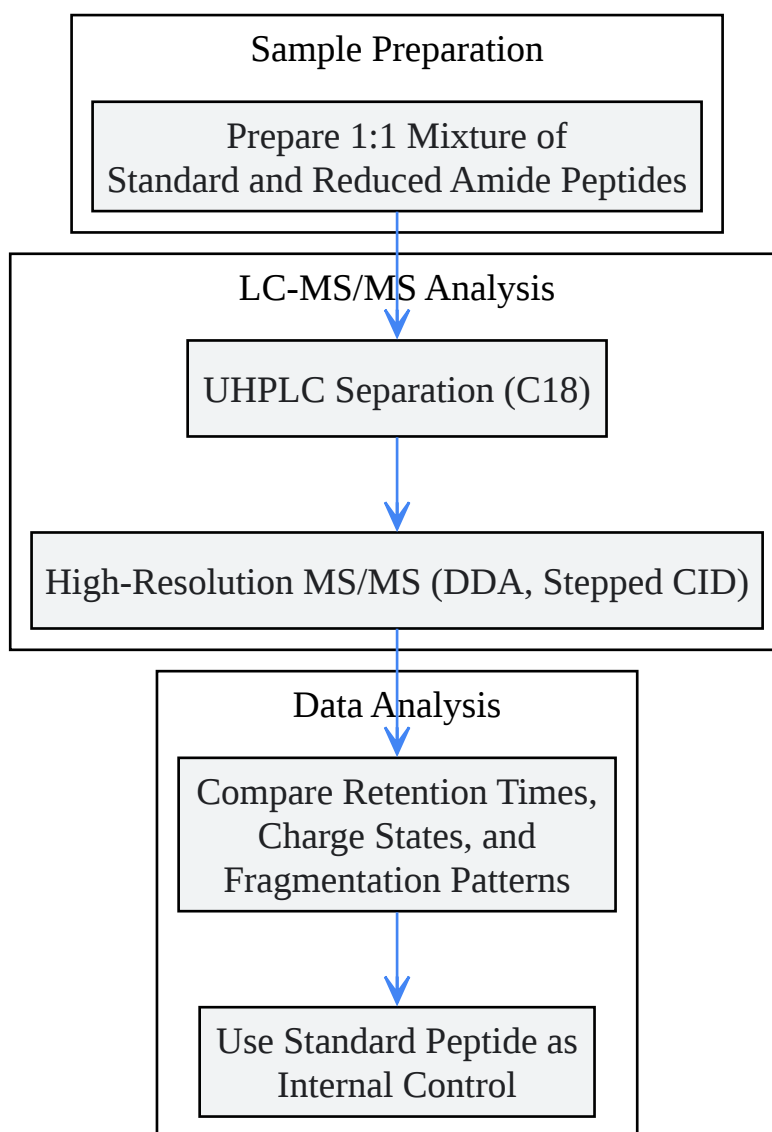 Sample Preparation
Prepare 1:1 Mixture of
Standard and Reduced Amide Peptides
LC-MS/MS Analysis
UHPLC Separation (C18)
High-Resolution MS/MS (DDA, Stepped CID)
Data Analysis
Compare Retention Times,
Charge States, and
Fragmentation Patterns
Use Standard Peptide as
Internal Control